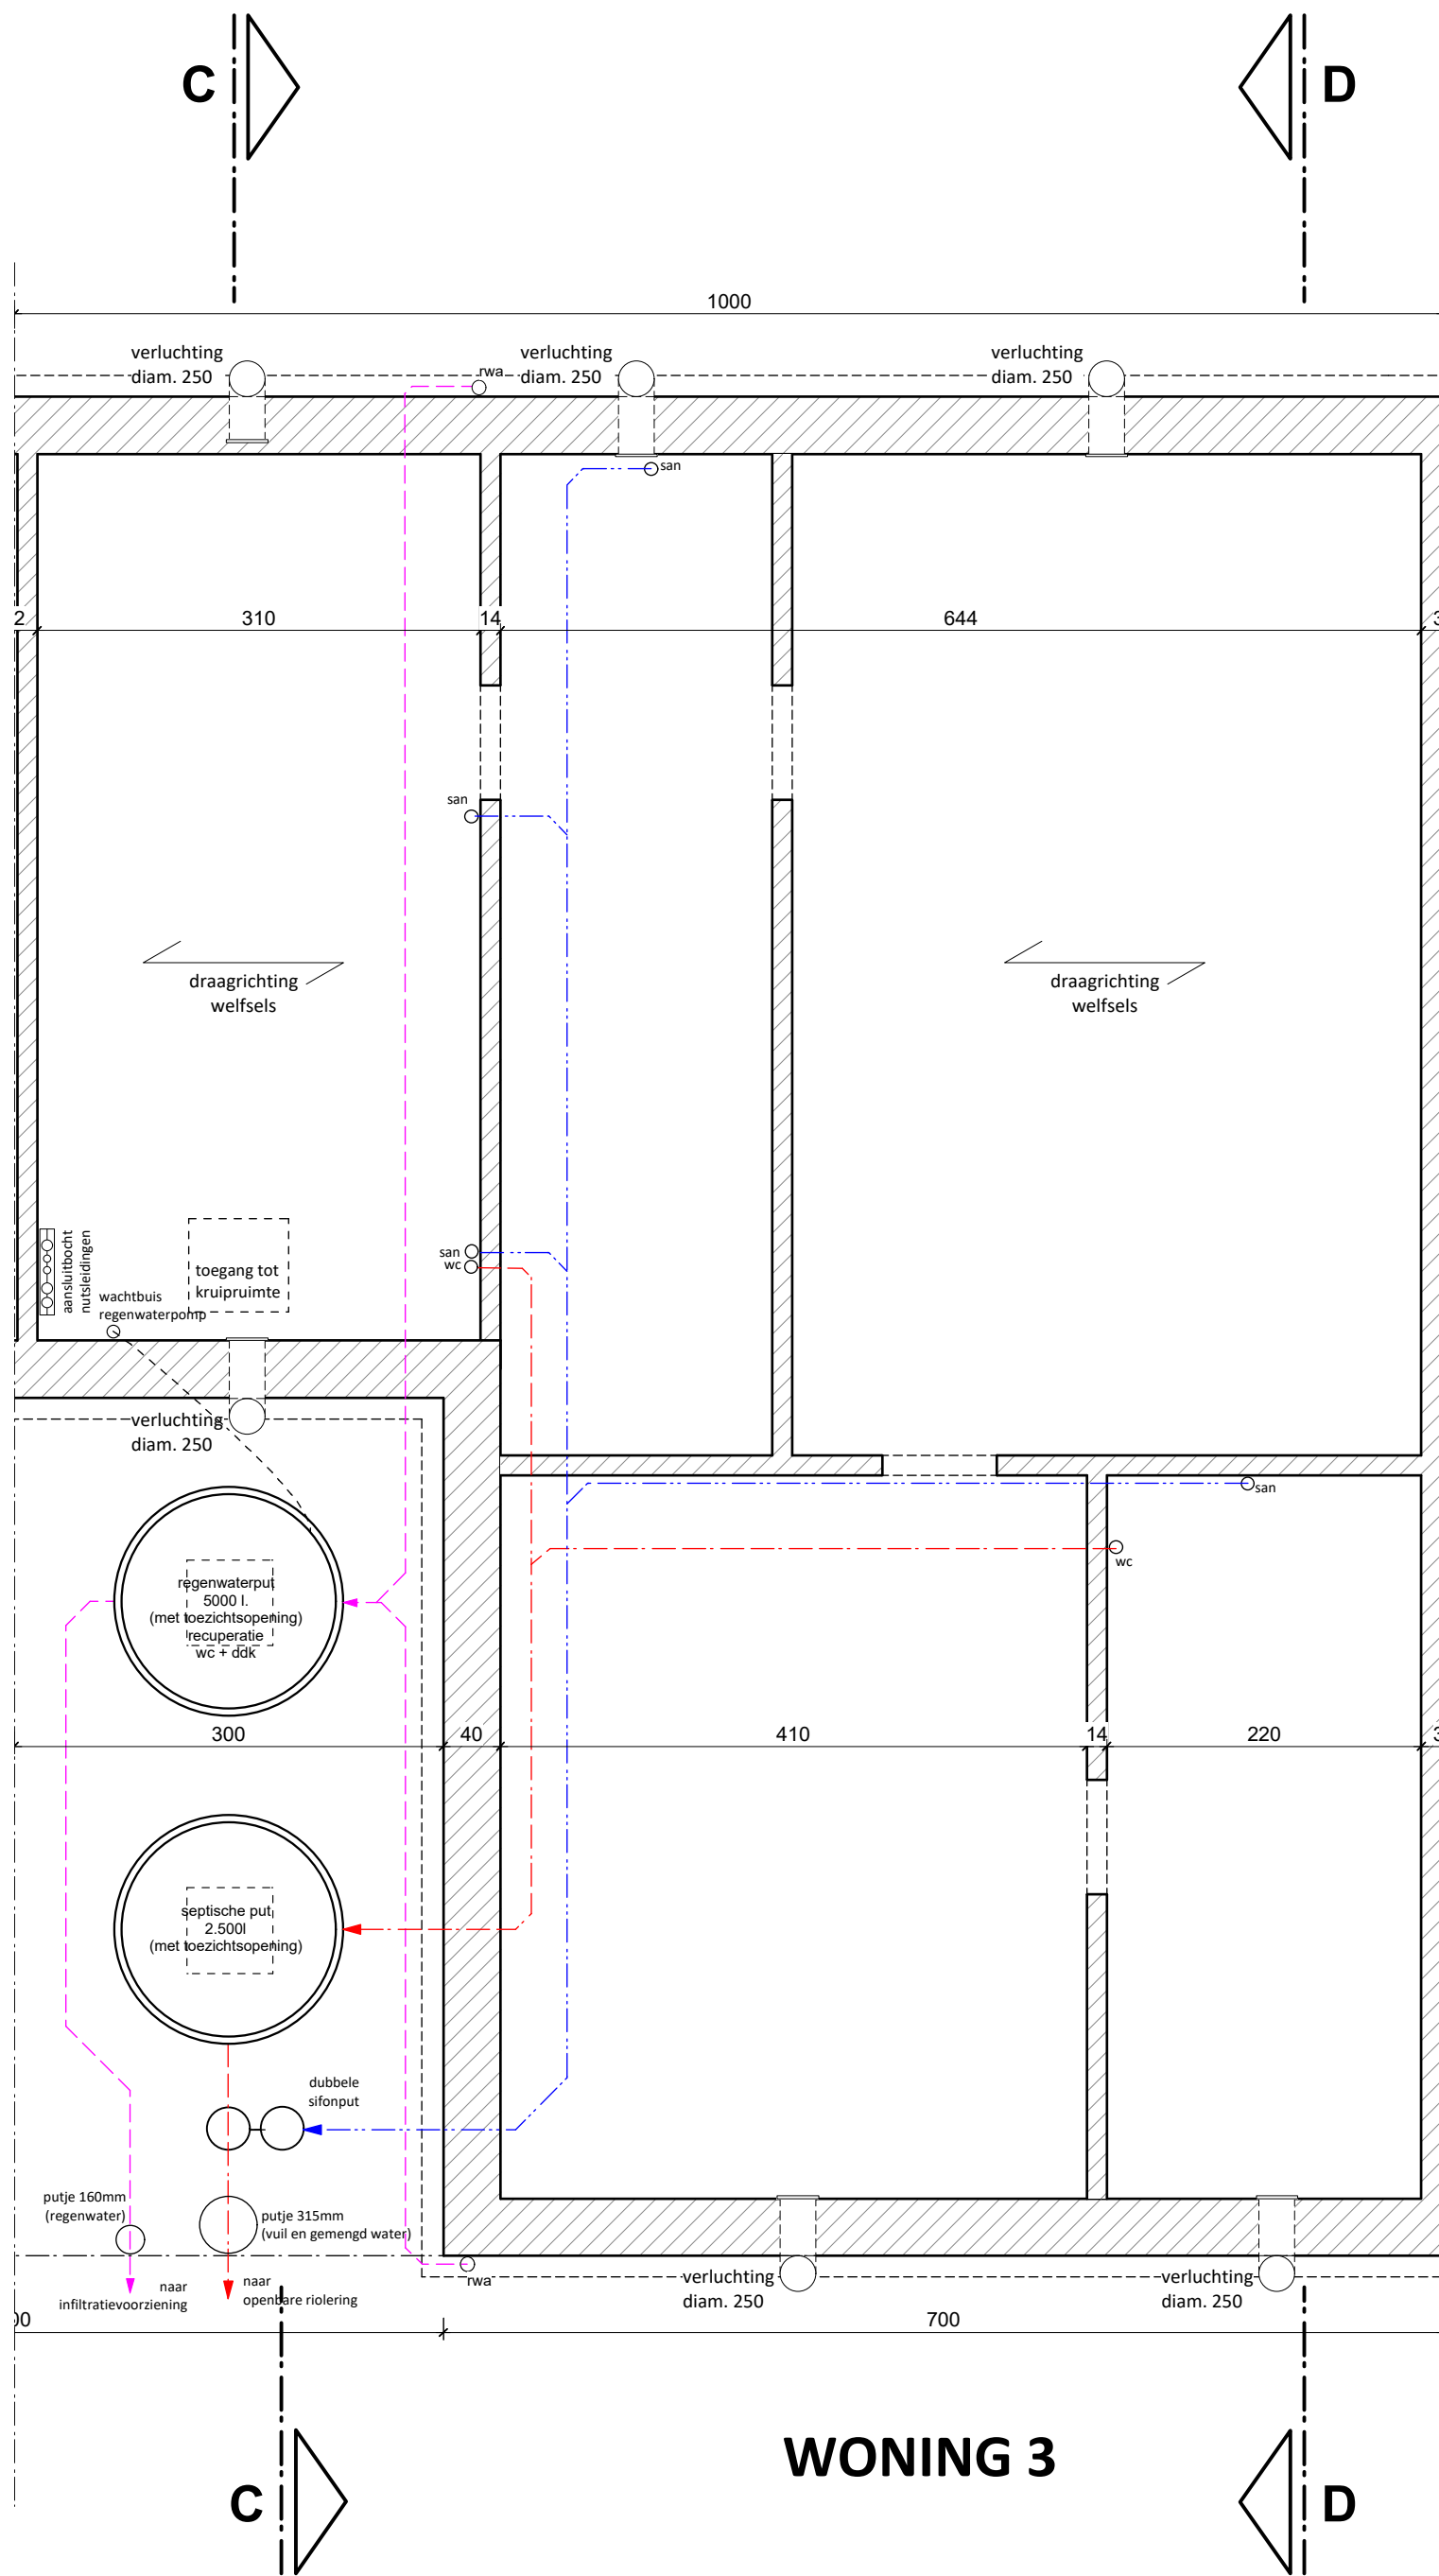 C
D
1000
verluchting
diam. 250
verluchting
diam. 250
verluchting
diam. 250
rwa
san
2
310
14
644
3
san
draagrichting
welfsels
draagrichting
welfsels
aansluitbocht
nutsleidingen
toegang tot
kruipruimte
san
wc
wachtbuis
regenwaterpomp
verluchting
diam. 250
san
wc
regenwaterput
5000 l.
(met toezichtsopening)
recuperatie
wc + ddk
300
40
410
14
220
3
septische put
2.500l
(met toezichtsopening)
dubbele
sifonput
putje 160mm
(regenwater)
putje 315mm
(vuil en gemengd water)
naar
infiltratievoorziening
naar
openbare riolering
rwa
verluchting
diam. 250
verluchting
diam. 250
00
700
WONING 3
C
D